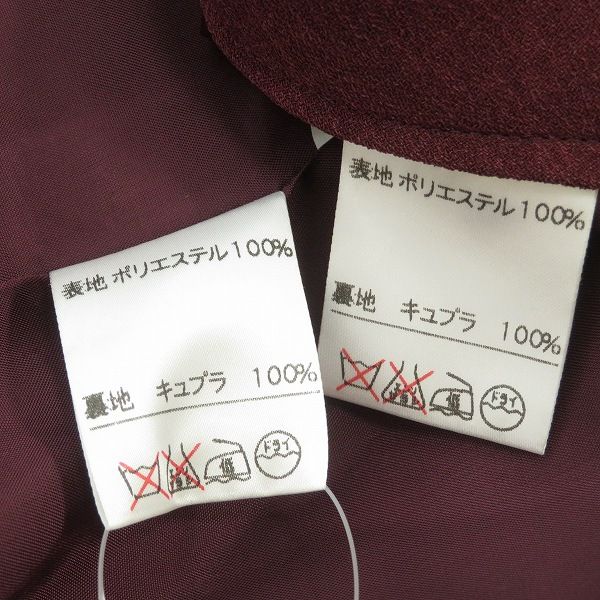 表地 ポリエステル100%
裏地 キュプラ 100%
低 ドライ
表地 ポリエステル100%
裏地 キュプラ 100%
低 ドライ